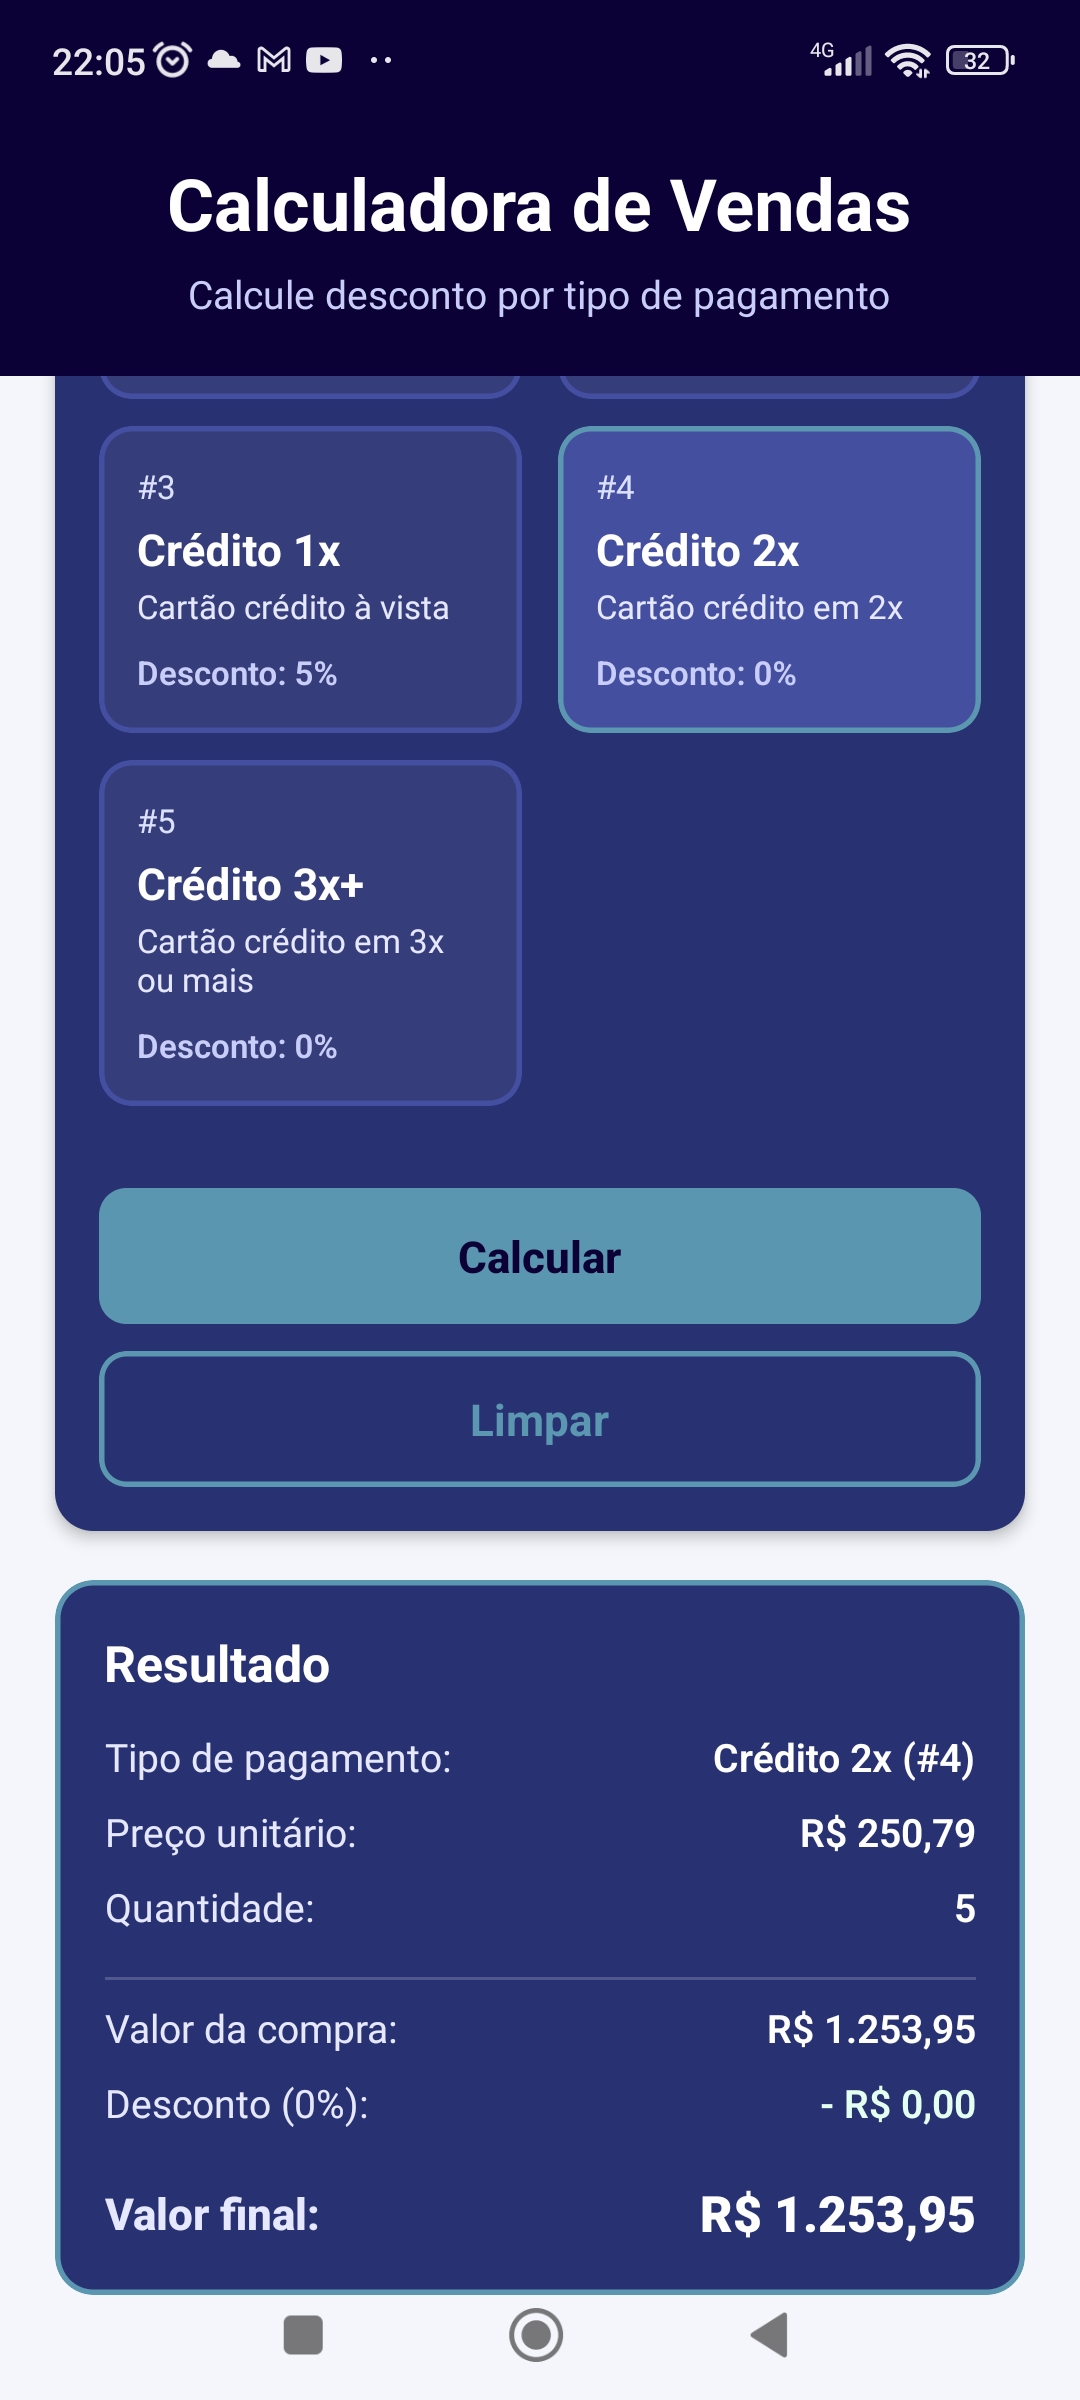 22:05
4G
32
Calculadora de Vendas
Calcule desconto por tipo de pagamento
#3
Crédito 1x
Cartão crédito à vista
Desconto: 5%
#4
Crédito 2x
Cartão crédito em 2x
Desconto: 0%
#5
Crédito 3x+
Cartão crédito em 3x
ou mais
Desconto: 0%
Calcular
Limpar
Resultado
Tipo de pagamento: Crédito 2x (#4)
Preço unitário: R$ 250,79
Quantidade: 5
Valor da compra: R$ 1.253,95
Desconto (0%): - R$ 0,00
Valor final: R$ 1.253,95